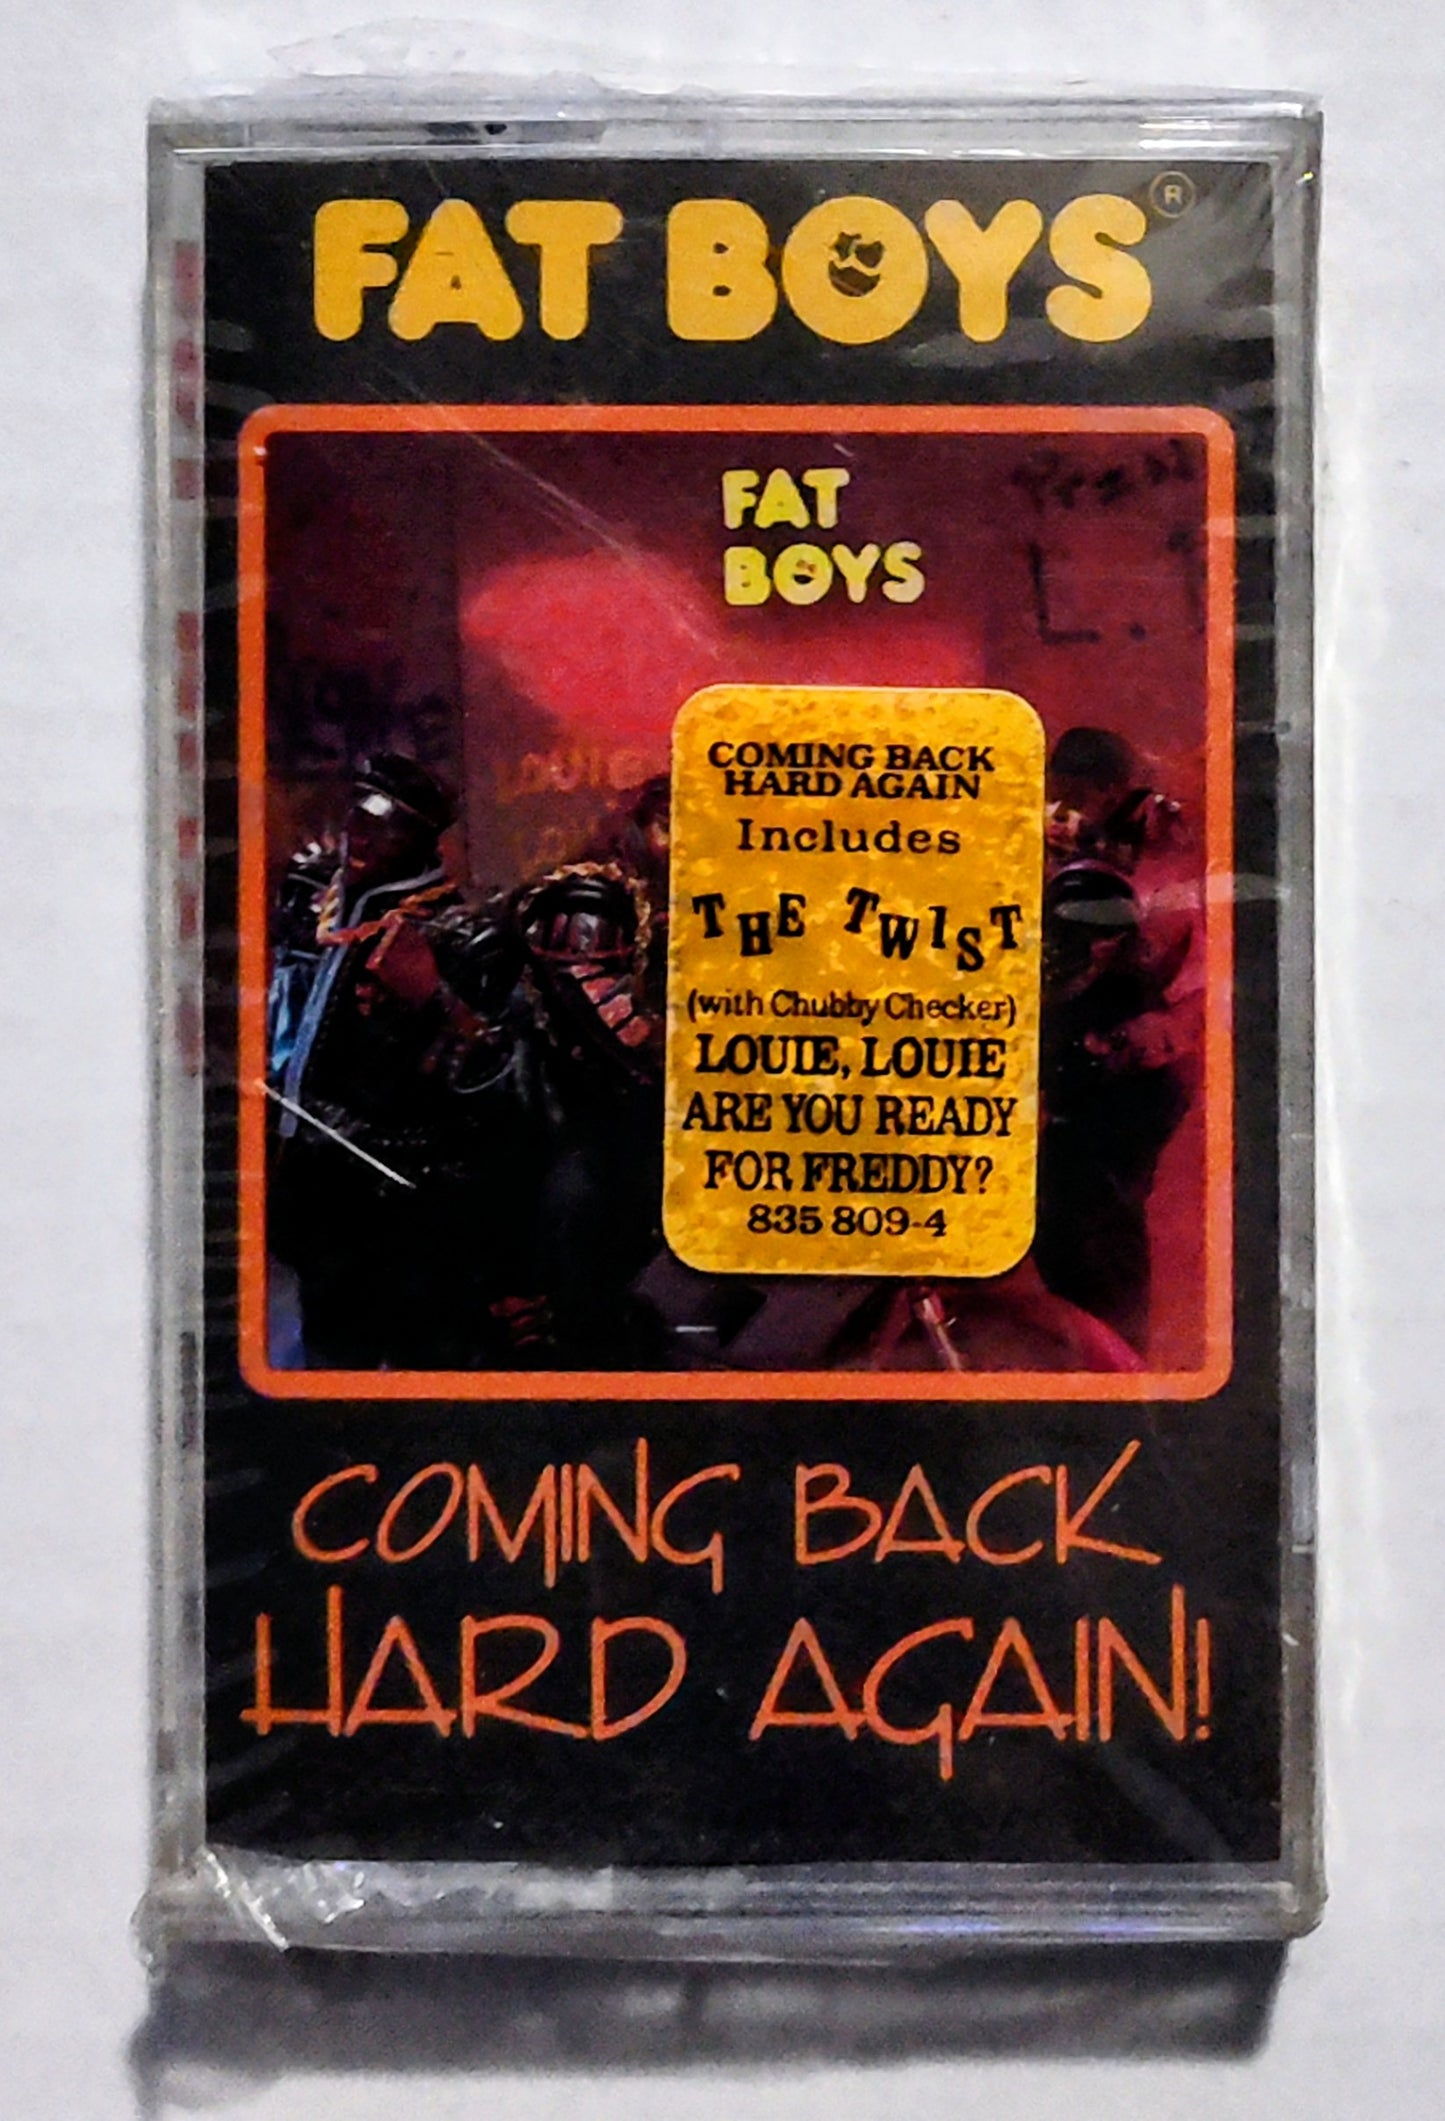 FAT BOYS®
FAT
BOYS
COMING BACK
HARD AGAIN
Includes
THE TWIST
(with Chubby Checker)
LOUIE, LOUIE
ARE YOU READY
FOR FREDDY?
835 809-4
COMING BACK
HARD AGAIN!